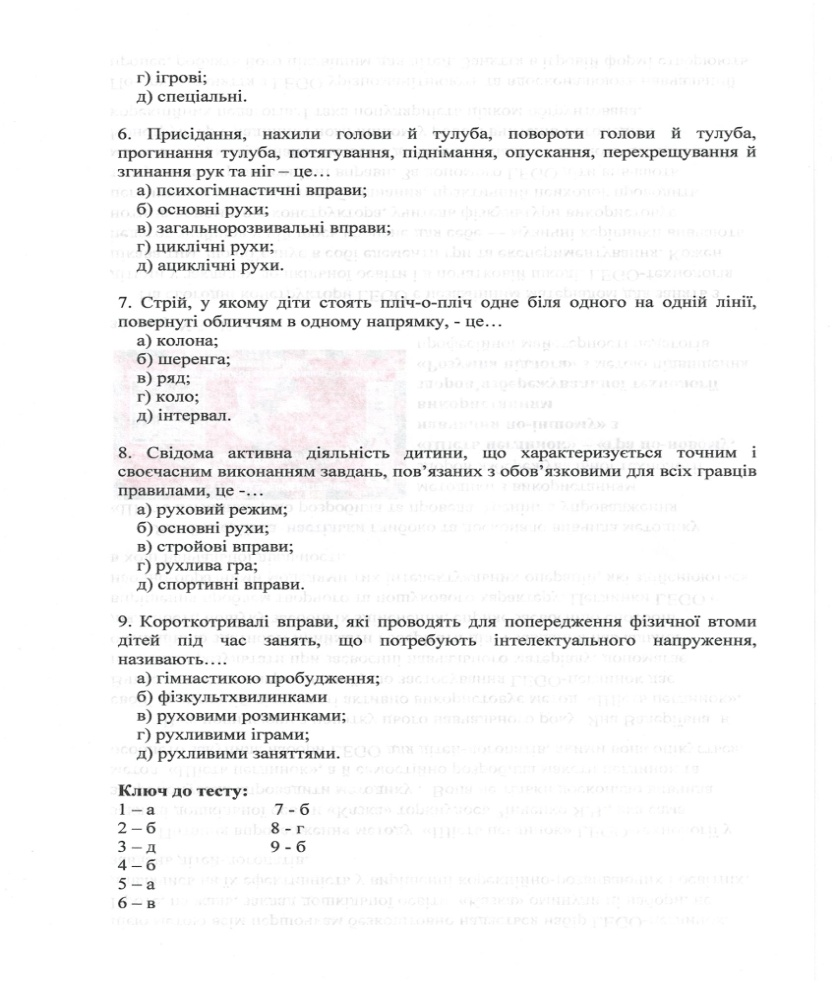 г) ігрові;
д) спеціальні.
6. Присідання, нахили голови й тулуба, повороти голови й тулуба,
прогинання тулуба, потягування, піднімання, опускання, перехрещування й
згинання рук та ніг – це…
а) психогімнастичні вправи;
б) основні рухи;
в) загальнорозвивальні вправи;
г) циклічні рухи;
д) ациклічні рухи.
7. Стрій, у якому діти стоять пліч-о-пліч одне біля одного на одній лінії,
повернуті обличчям в одному напрямку, - це…
а) колона;
б) шеренга;
в) ряд;
г) коло;
д) інтервал.
8. Свідома активна діяльність дитини, що характеризується точним і
своєчасним виконанням завдань, пов’язаних з обов’язковими для всіх гравців
правилами, це -…
а) руховий режим;
б) основні рухи;
в) стройові вправи;
г) рухлива гра;
д) спортивні вправи.
9. Короткотривалі вправи, які проводять для попередження фізичної втоми
дітей під час занять, що потребують інтелектуального напруження,
називають….
а) гімнастикою пробудження;
б) фізкультхвилинками
в) руховими розминками;
г) рухливими іграми;
д) рухливими заняттями.
Ключ до тесту:
1 – а 7 - б
2 – б 8 - г
3 – д 9 - б
4 – б
5 – а
6 – в